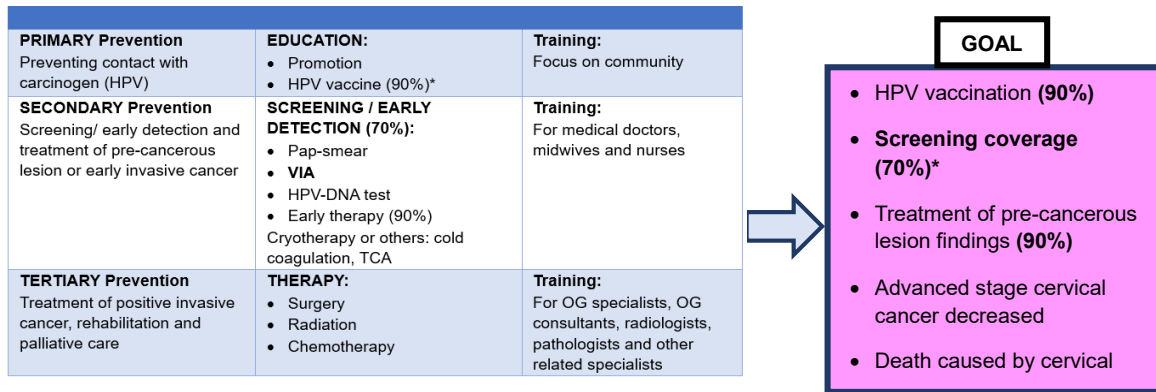 PRIMARY Prevention
Preventing contact with
carcinogen (HPV)
EDUCATION:
• Promotion
• HPV vaccine (90%)*
Training:
Focus on community
SECONDARY Prevention
Screening/ early detection and
treatment of pre-cancerous
lesion or early invasive cancer
SCREENING / EARLY
DETECTION (70%):
• Pap-smear
• VIA
• HPV-DNA test
• Early therapy (90%)
Cryotherapy or others: cold
coagulation, TCA
Training:
For medical doctors,
midwives and nurses
TERTIARY Prevention
Treatment of positive invasive
cancer, rehabilitation and
palliative care
THERAPY:
• Surgery
• Radiation
• Chemotherapy
Training:
For OG specialists, OG
consultants, radiologists,
pathologists and other
related specialists
GOAL
• HPV vaccination (90%)
• Screening coverage
(70%)*
• Treatment of pre-cancerous
lesion findings (90%)
• Advanced stage cervical
cancer decreased
• Death caused by cervical